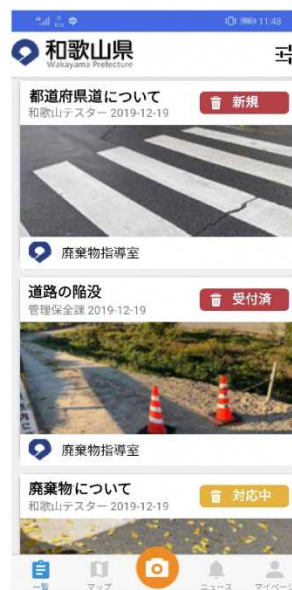 11:48
和歌山県
Wakayama Prefecture
都道府県道について
新規
和歌山テスター 2019-12-19
廃棄物指導室
道路の陥没
受付済
管理保全課 2019-12-19
廃棄物指導室
廃棄物について
対応中
和歌山テスター 2019-12-19
一覧
マップ
ニュース
マイページ